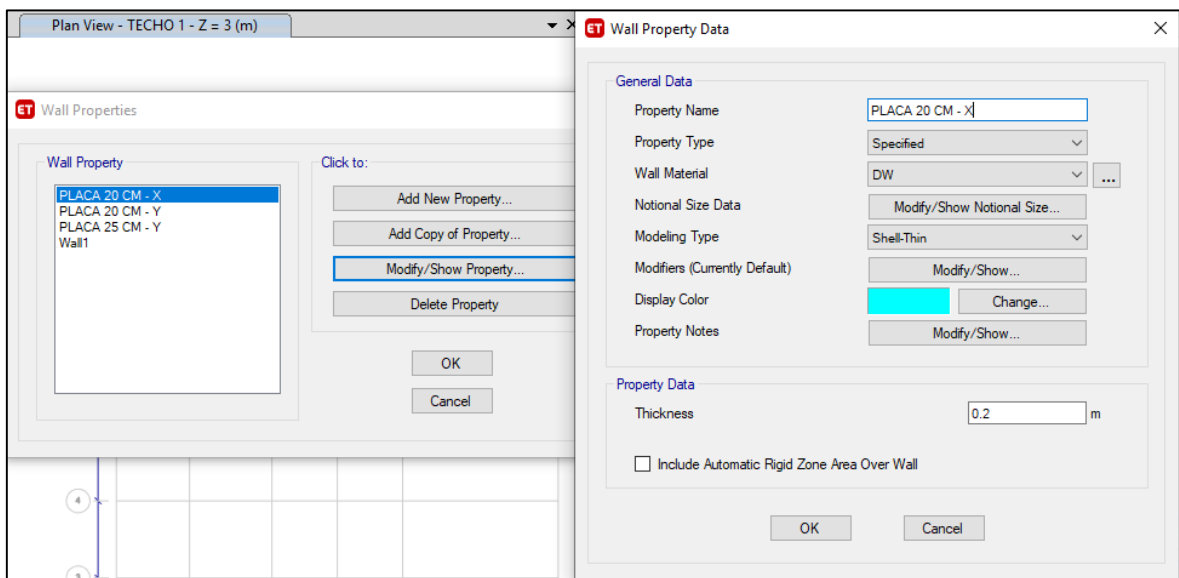 Plan View - TECHO 1 - Z = 3 (m)
ET Wall Properties
Wall Property
PLACA 20 CM - X
PLACA 20 CM - Y
PLACA 25 CM - Y
Wall1
Click to:
Add New Property...
Add Copy of Property...
Modify/Show Property...
Delete Property
OK
Cancel
4
ET Wall Property Data
General Data
Property Name PLACA 20 CM - X
Property Type Specified
Wall Material DW ...
Notional Size Data Modify/Show Notional Size...
Modeling Type Shell-Thin
Modifiers (Currently Default) Modify/Show...
Display Color Change...
Property Notes Modify/Show...
Property Data
Thickness 0.2 m
Include Automatic Rigid Zone Area Over Wall
OK Cancel